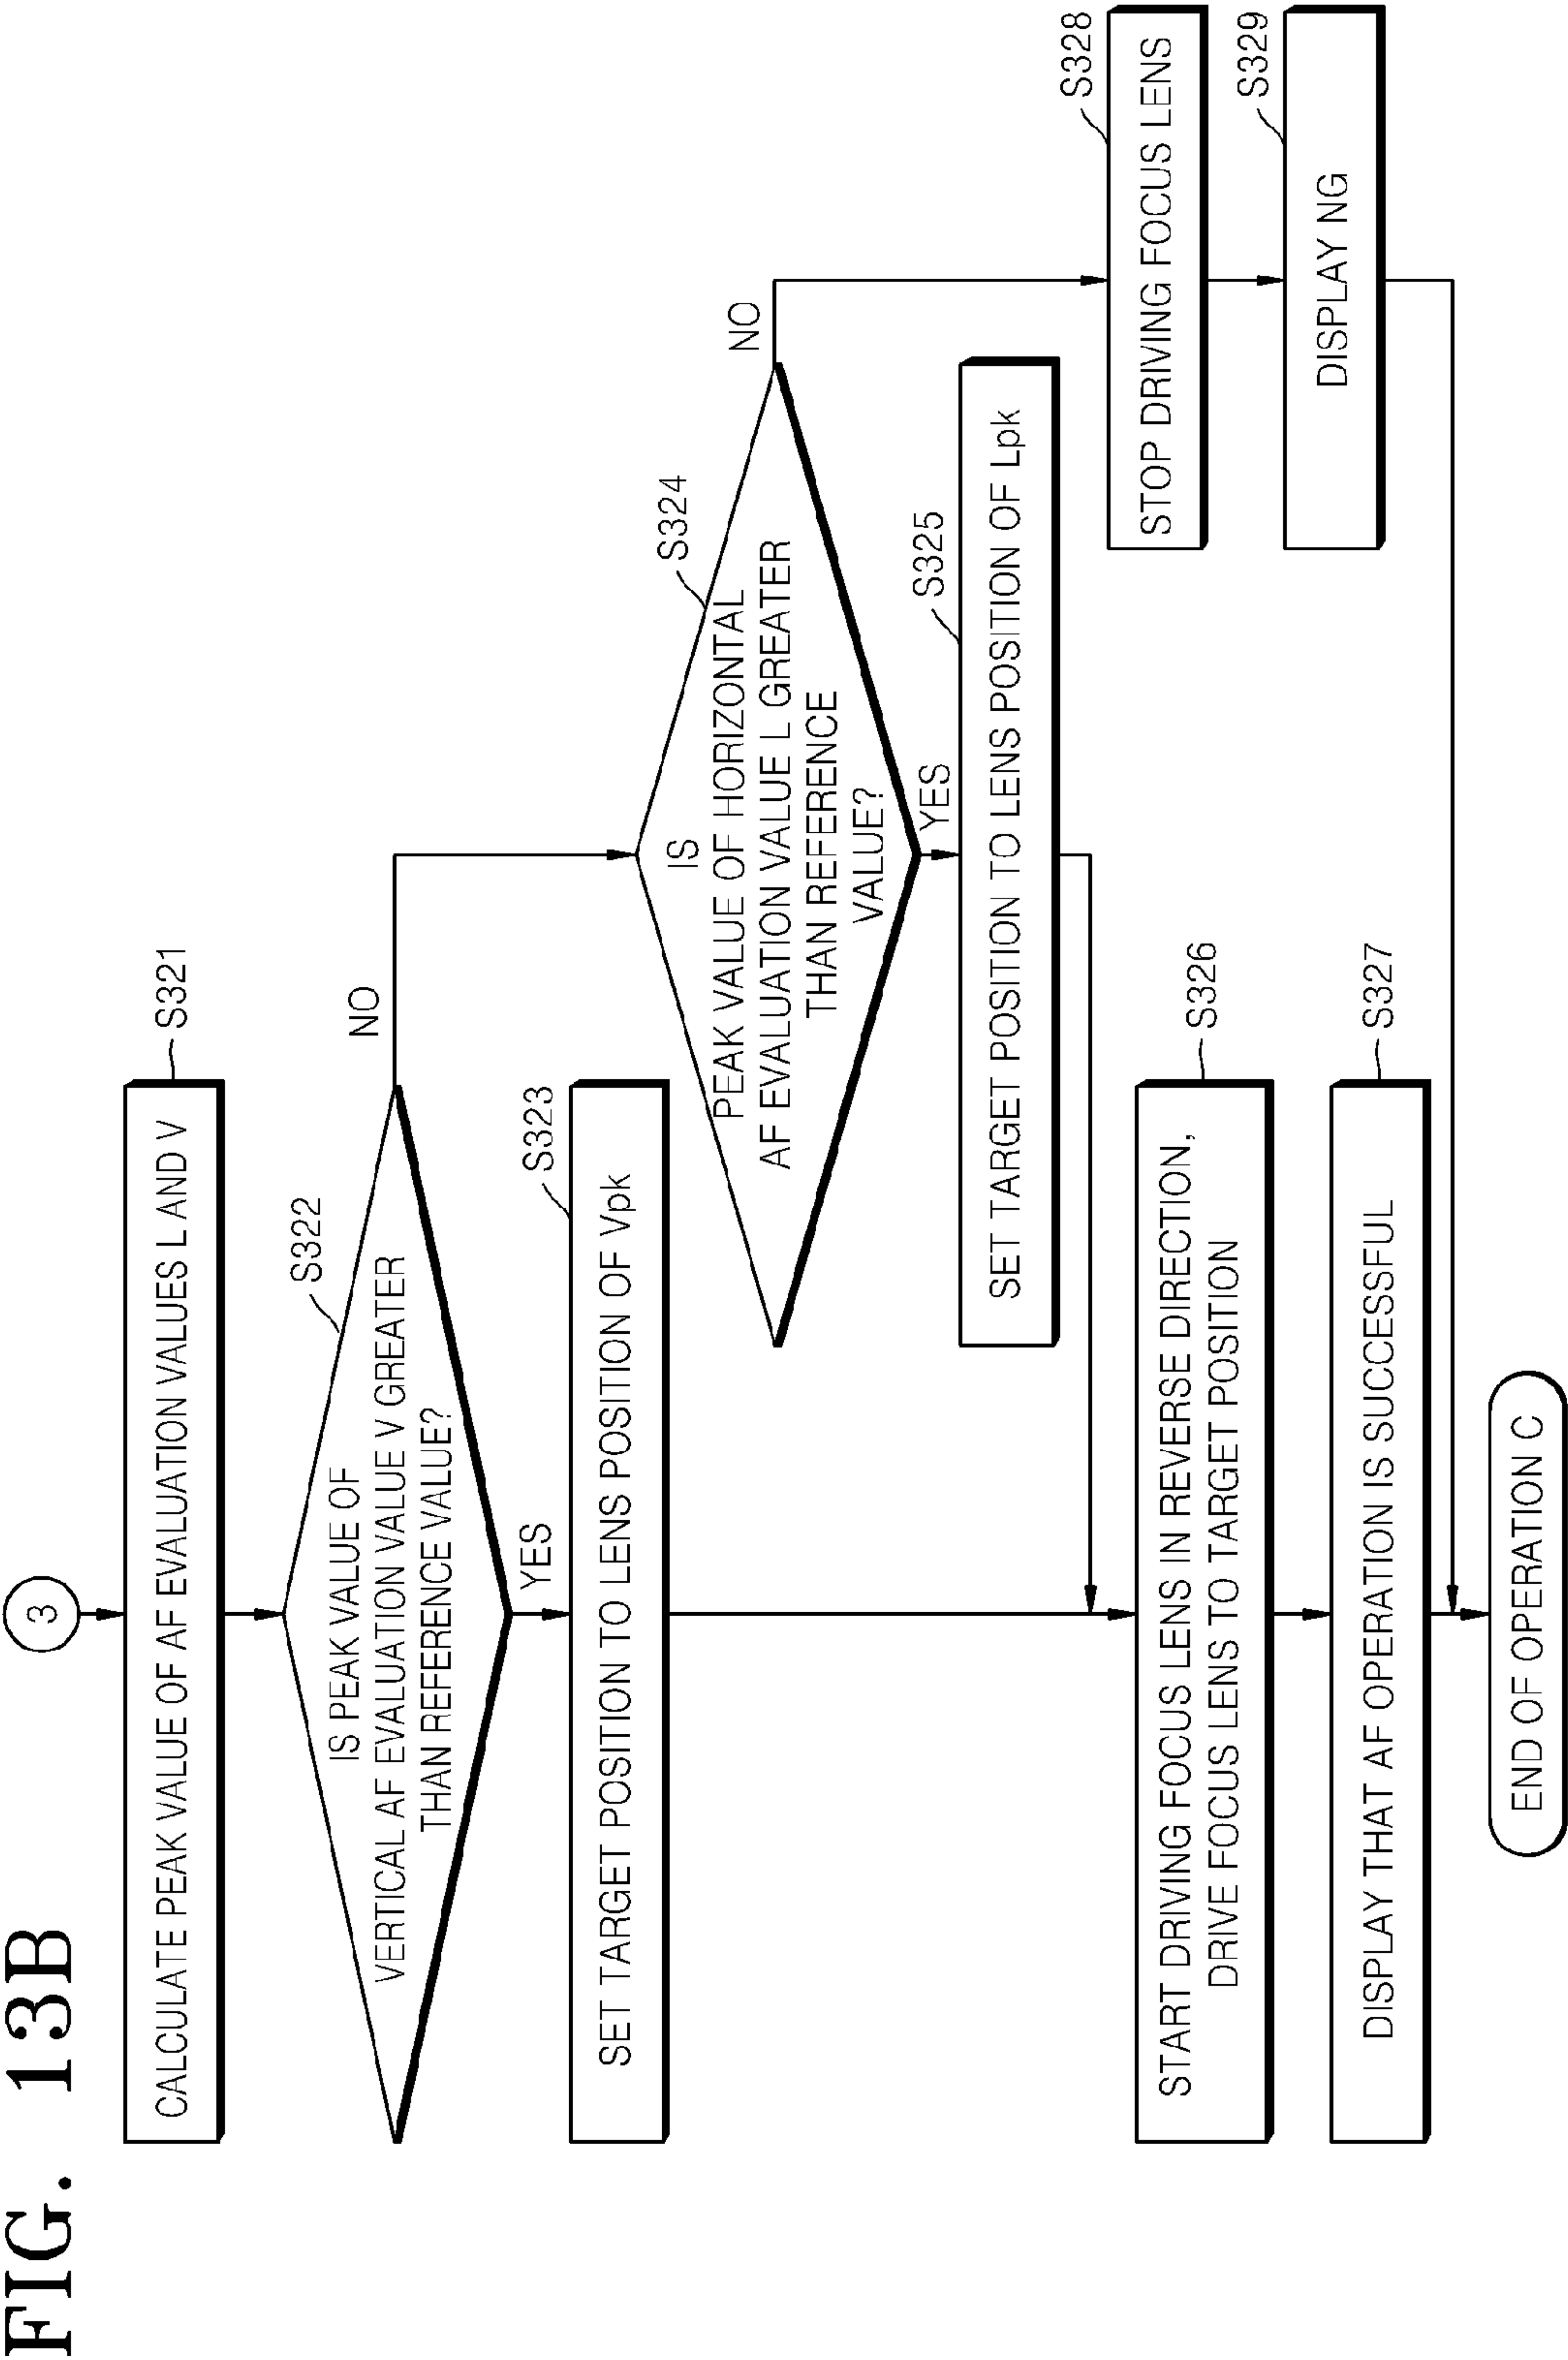 FIG. 13B
3
CALCULATE PEAK VALUE OF AF EVALUATION VALUES L AND V
S321
S322
IS PEAK VALUE OF
VERTICAL AF EVALUATION VALUE V GREATER
THAN REFERENCE VALUE?
NO
YES
S323
SET TARGET POSITION TO LENS POSITION OF Vpk
S324
IS
PEAK VALUE OF HORIZONTAL
AF EVALUATION VALUE L GREATER
THAN REFERENCE
VALUE?
NO
YES
S325
SET TARGET POSITION TO LENS POSITION OF Lpk
S326
START DRIVING FOCUS LENS IN REVERSE DIRECTION,
DRIVE FOCUS LENS TO TARGET POSITION
S328
STOP DRIVING FOCUS LENS
S327
DISPLAY THAT AF OPERATION IS SUCCESSFUL
S329
DISPLAY NG
END OF OPERATION C